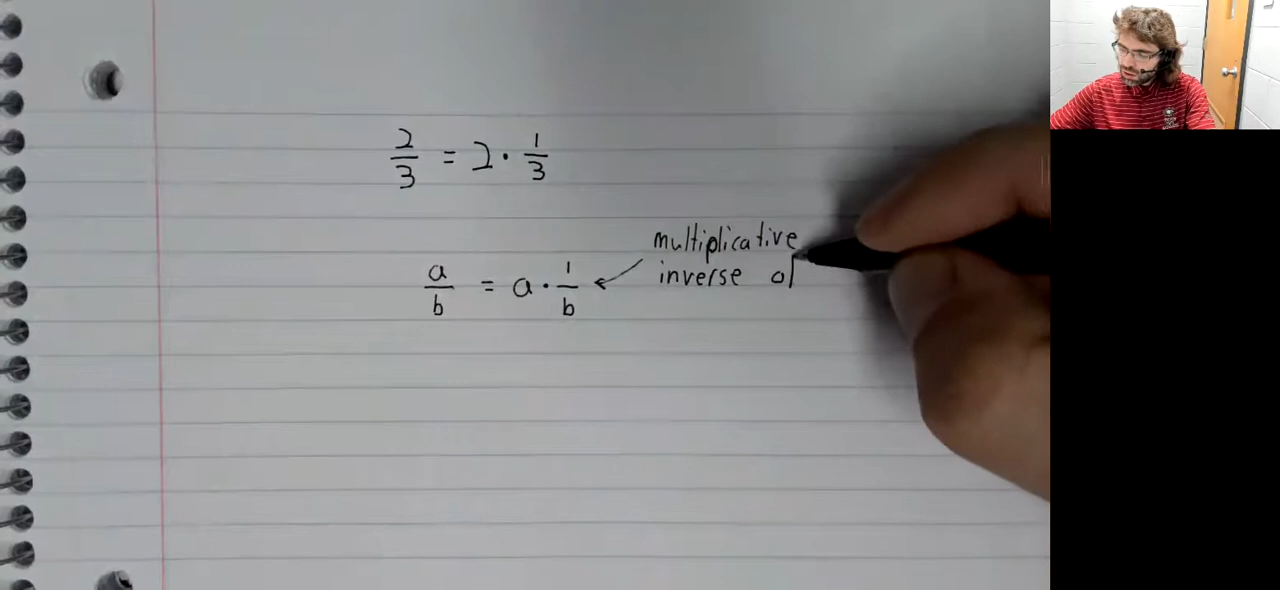 2/3 = 2 · 1/3
multiplicative
a/b = a · 1/b ← inverse of